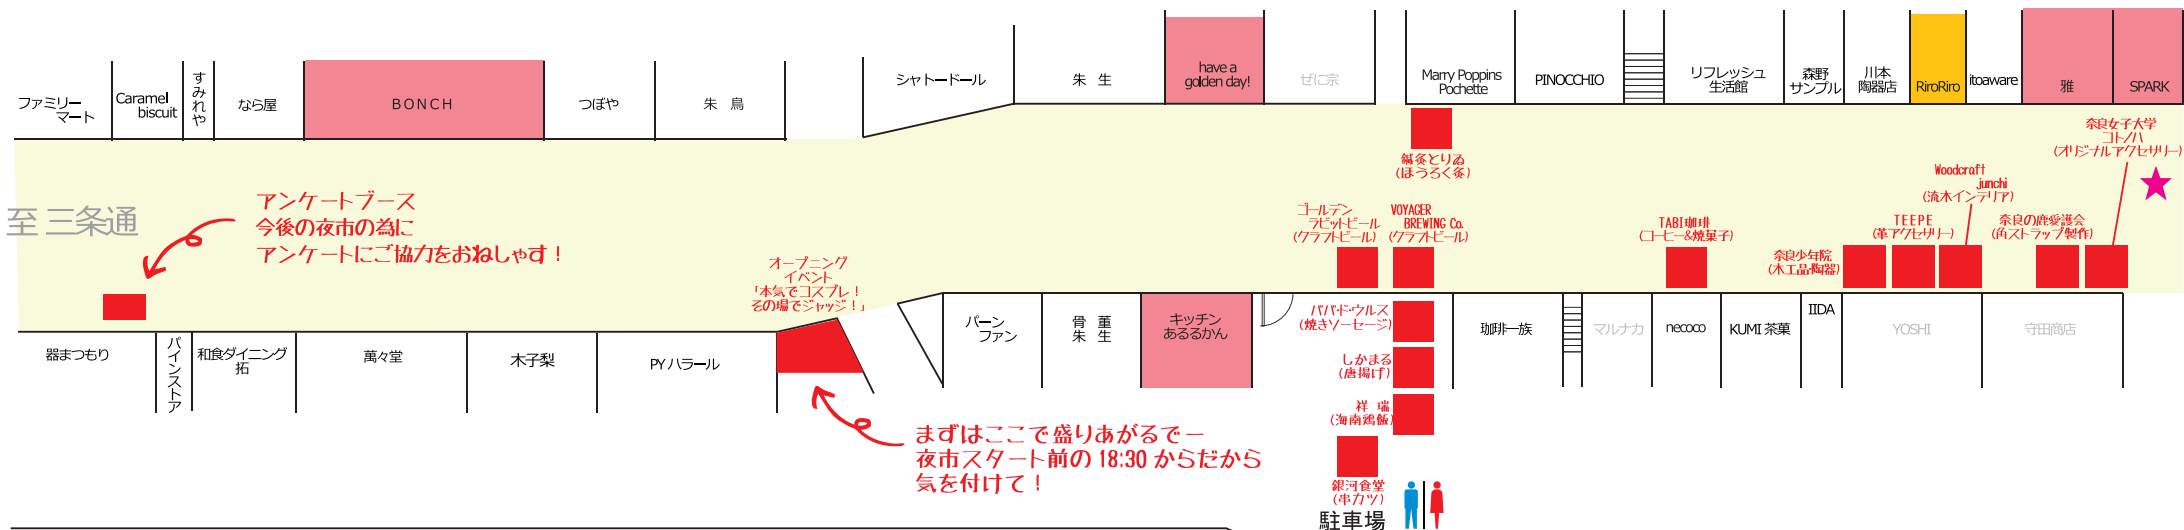 ファミリー
マート
Caramel
biscuit
すみれや
なら屋
BONCH
つぼや
朱鳥
シャトードール
朱生
have a
golden day!
ぜに宗
Marry Poppins
Pochette
PINOCCHIO
リフレッシュ
生活館
森野
サンプル
川本
陶器店
RiroRiro
itoaware
雅
SPARK
至 三条通
アンケートブース
今後の夜市の為に
アンケートにご協力をおねしゃす！
オープニング
イベント
「本気でコスプレ！
その場でジャッジ！」
鍼灸とりゐ
(ほうろく灸)
ゴールデン
ラビットビール
(クラフトビール)
VOYAGER
BREWING Co.
(クラフトビール)
TABI珈琲
(コーヒー&焼菓子)
奈良少年院
(木工品・陶器)
TEEPE
(革アクセサリー)
Woodcraft
junchi
(流木インテリア)
奈良の鹿愛護会
(角ストラップ製作)
奈良女子大学
コトノハ
(オリジナルアクセサリー)
器まつもり
パインストア
和食ダイニング
拓
萬々堂
木子梨
PY ハラール
パーン
ファン
骨董
朱生
キッチン
あるるかん
パパド・ウルス
(焼きソーセージ)
しかまる
(唐揚げ)
祥瑞
(海南鶏飯)
銀河食堂
(串カツ)
駐車場
珈琲一族
マルナカ
necoco
KUMI 茶菓
IIDA
YOSHI
守田商店
まずはここで盛りあがるでー
夜市スタート前の 18:30 からだから
気を付けて！